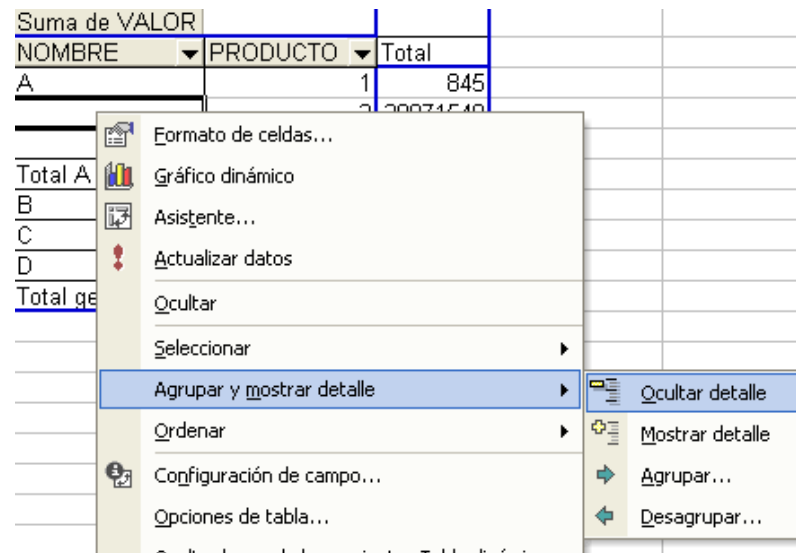 Suma de VALOR
NOMBRE PRODUCTO Total
A 1 845
Formato de celdas...
Total A Gráfico dinámico
B Asistente...
C
D Actualizar datos
Total ge Ocultar
Seleccionar
Agrupar y mostrar detalle Ocultar detalle
Ordenar Mostrar detalle
Configuración de campo... Agrupar...
Opciones de tabla... Desagrupar...